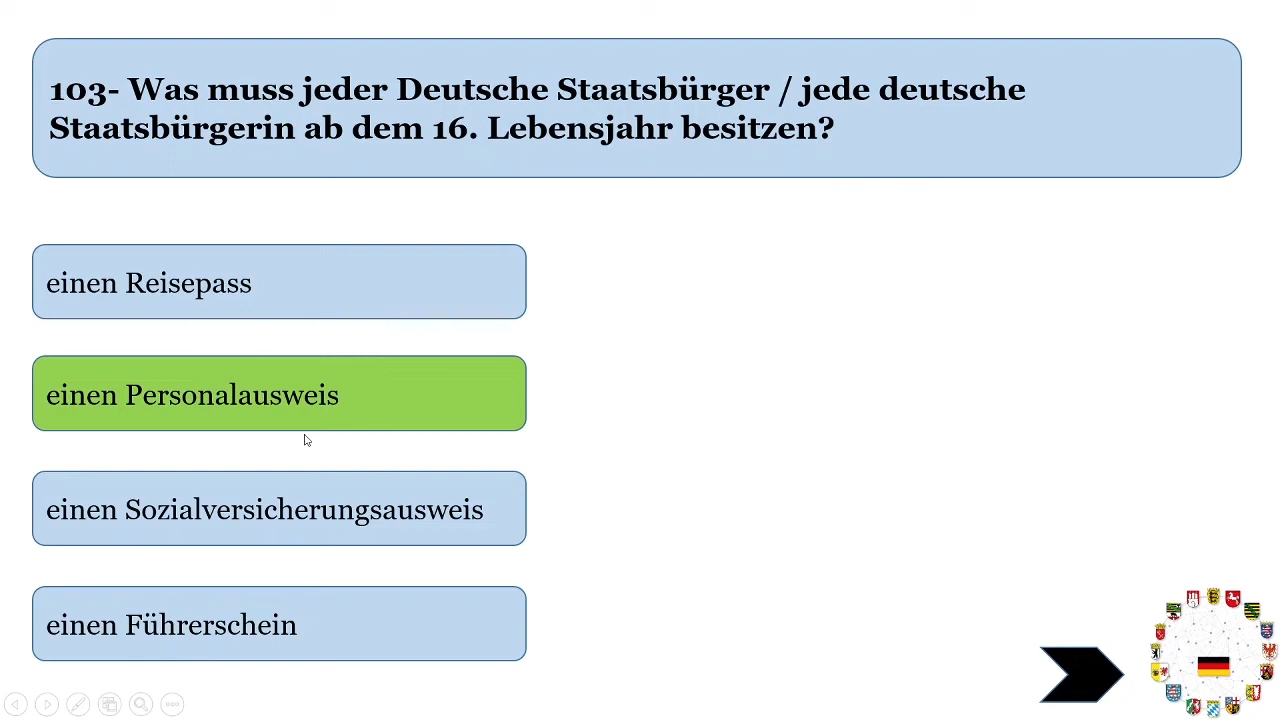 103- Was muss jeder Deutsche Staatsbürger / jede deutsche
Staatsbürgerin ab dem 16. Lebensjahr besitzen?
einen Reisepass
einen Personalausweis
einen Sozialversicherungsausweis
einen Führerschein